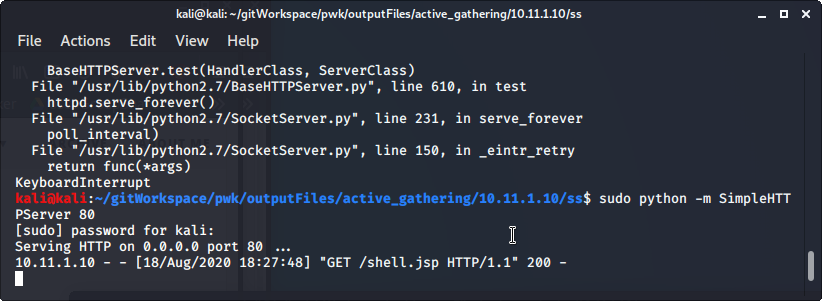 kali@kali: ~/gitWorkspace/pwk/outputFiles/active_gathering/10.11.1.10/ss
File Actions Edit View Help
BaseHTTPServer.test(HandlerClass, ServerClass)
File "/usr/lib/python2.7/BaseHTTPServer.py", line 610, in test
httpd.serve_forever()
File "/usr/lib/python2.7/SocketServer.py", line 231, in serve_forever
poll_interval)
File "/usr/lib/python2.7/SocketServer.py", line 150, in _eintr_retry
return func(*args)
KeyboardInterrupt
kali@kali:~/gitWorkspace/pwk/outputFiles/active_gathering/10.11.1.10/ss$ sudo python -m SimpleHTT
PServer 80
[sudo] password for kali:
Serving HTTP on 0.0.0.0 port 80 ...
10.11.1.10 - - [18/Aug/2020 18:27:48] "GET /shell.jsp HTTP/1.1" 200 -